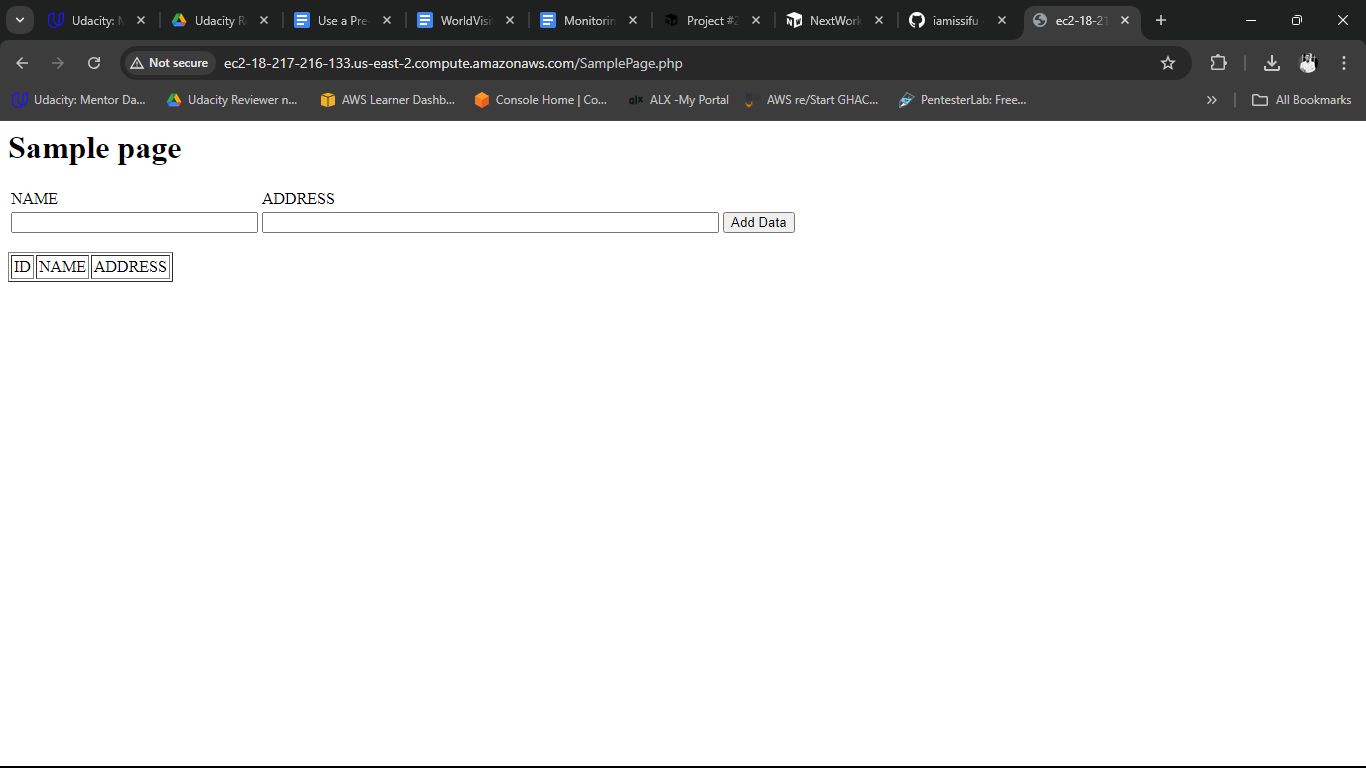 Udacity: M
Udacity R
Use a Pre-
WorldVisi
Monitorin
Project #2
NextWork
iamissifu -
ec2-18-21
Not secure
ec2-18-217-216-133.us-east-2.compute.amazonaws.com/SamplePage.php
Udacity: Mentor Da...
Udacity Reviewer n...
AWS Learner Dashb...
Console Home | Co...
alx
ALX -My Portal
AWS re/Start GHAC...
PentesterLab: Free...
»
All Bookmarks
Sample page
NAME ADDRESS
Add Data
ID NAME ADDRESS